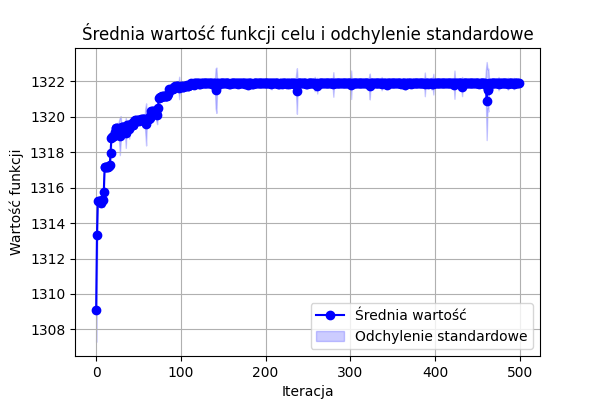 Średnia wartość funkcji celu i odchylenie standardowe
Wartość funkcji
1322
1320
1318
1316
1314
1312
1310
1308
Średnia wartość
Odchylenie standardowe
0 100 200 300 400 500
Iteracja